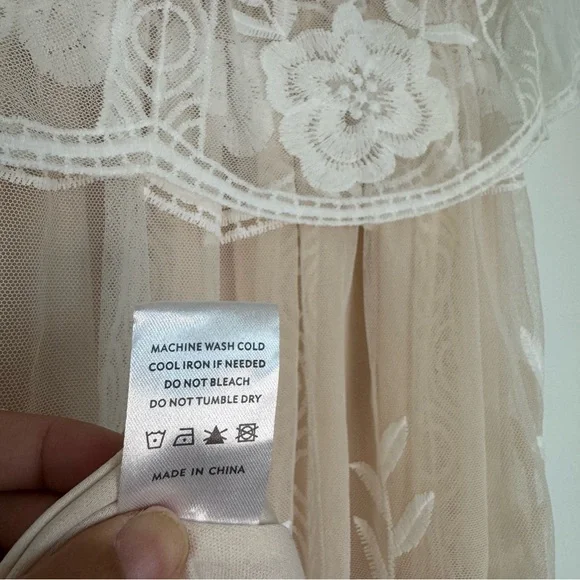 MACHINE WASH COLD
COOL IRON IF NEEDED
DO NOT BLEACH
DO NOT TUMBLE DRY
MADE IN CHINA